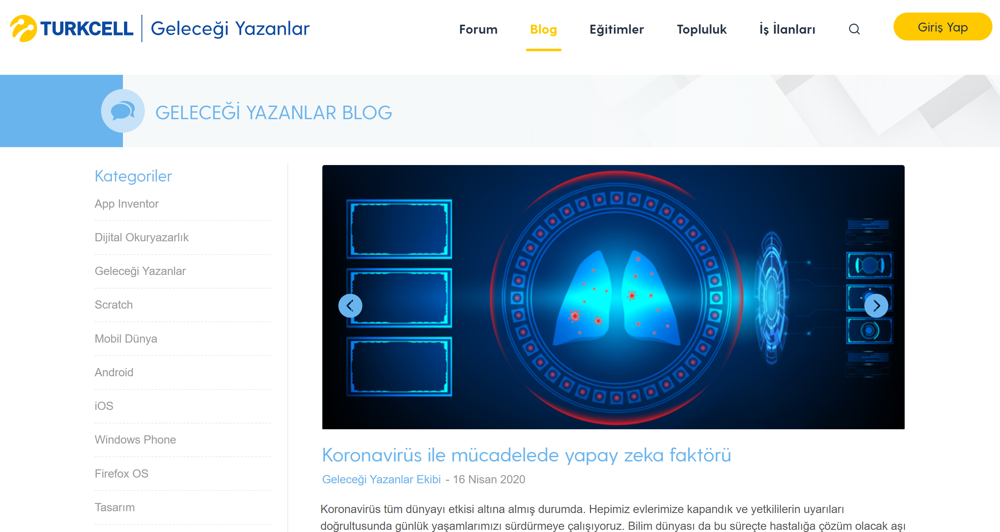 TURKCELL | Geleceği Yazanlar
Forum Blog Eğitimler Topluluk İş İlanları Giriş Yap
GELECEĞİ YAZANLAR BLOG
Kategoriler
App Inventor
Dijital Okuryazarlık
Geleceği Yazanlar
Scratch
Mobil Dünya
Android
iOS
Windows Phone
Firefox OS
Tasarım
Koronavirüs ile mücadelede yapay zeka faktörü
Geleceği Yazanlar Ekibi - 16 Nisan 2020
Koronavirüs tüm dünyayı etkisi altına almış durumda. Hepimiz evlerimize kapandık ve yetkililerin uyarıları
doğrultusunda günlük yaşamlarımızı sürdürmeye çalışıyoruz. Bilim dünyası da bu süreçte hastalığa çözüm olacak aşı